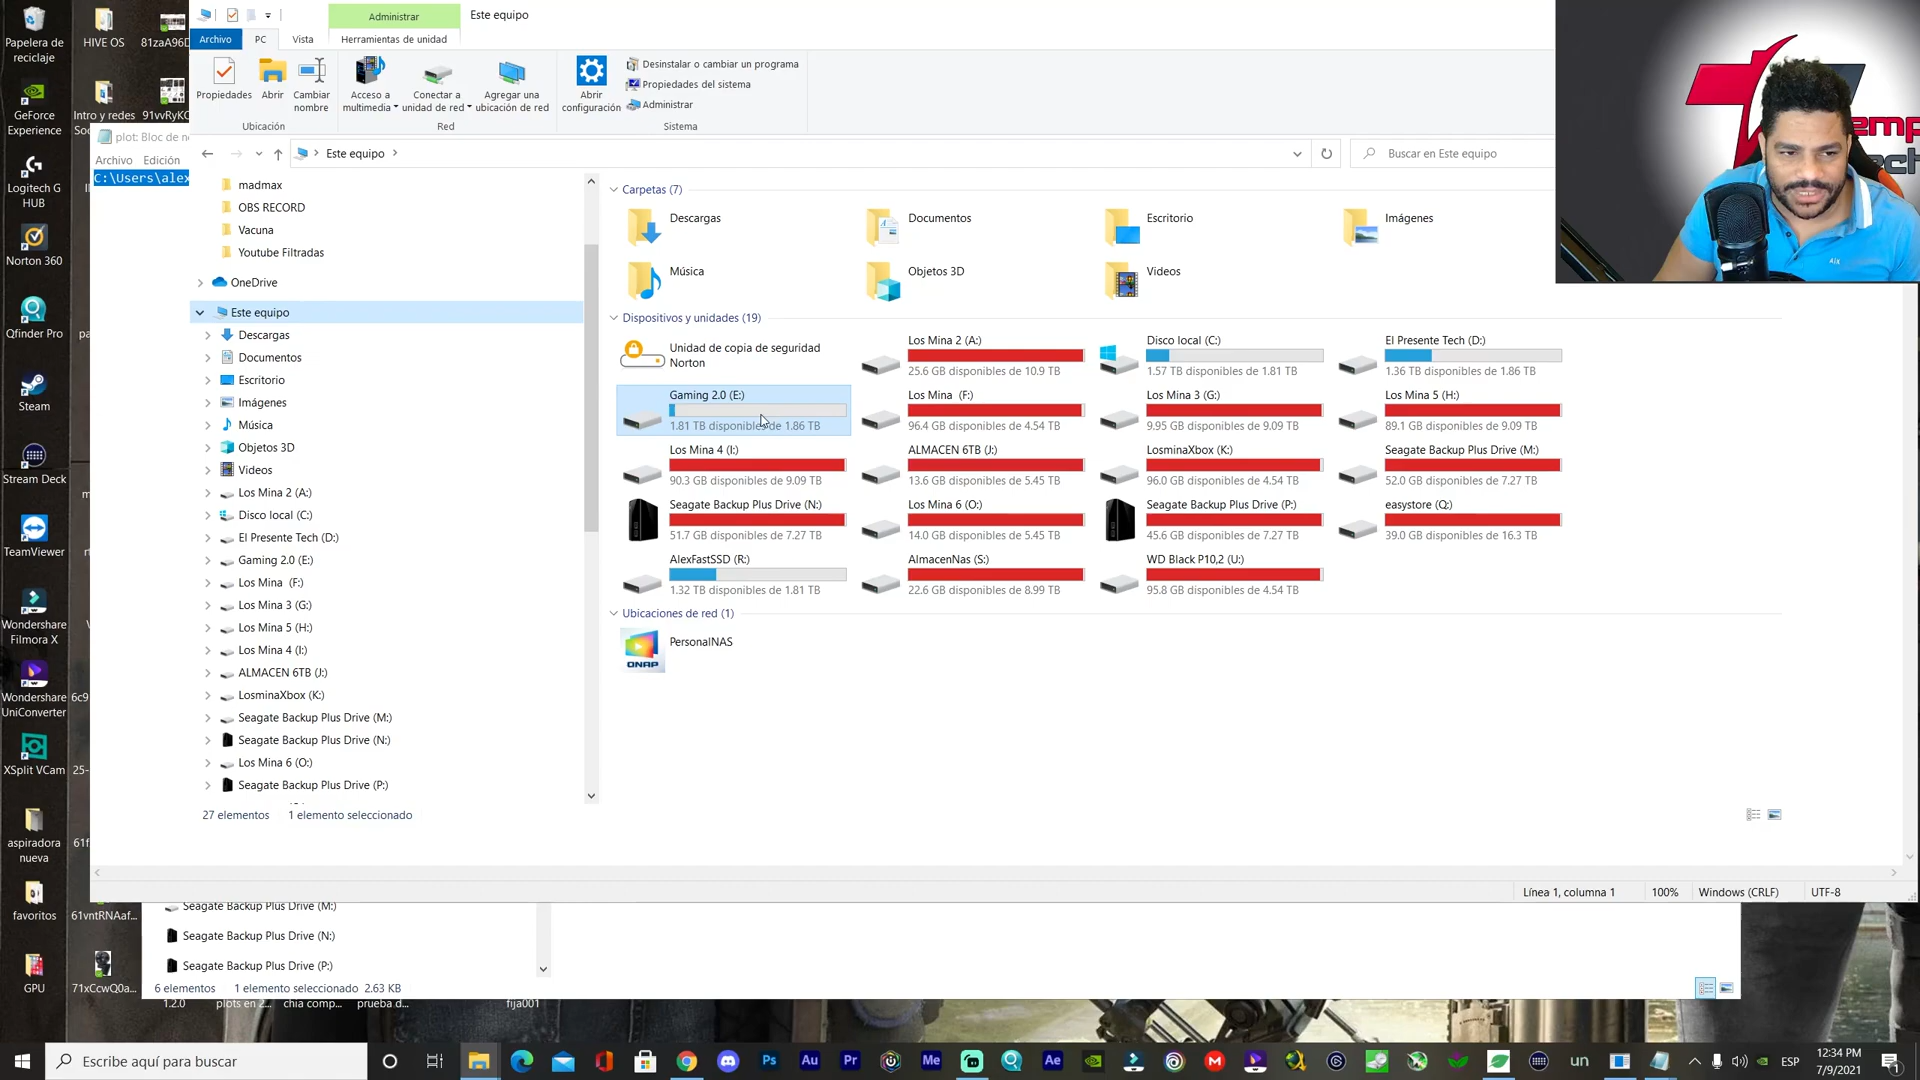 Papelera de
reciclaje
HIVE OS
81zaA96D
GeForce
Experience
Intro y redes
91vvRyKC
Logitech G
HUB
Norton 360
Qfinder Pro
Steam
Stream Deck
TeamViewer
Wondershare
Filmora X
Wondershare
UniConverter
6c9
XSplit VCam
25-
aspiradora
nueva
61f
favoritos
61vntRNAaf...
GPU
71xCcwQ0a...
plot: Bloc de n
Archivo Edición
C:\Users\alex
Administrar
Este equipo
Archivo
PC
Vista
Herramientas de unidad
Propiedades
Abrir
Cambiar
nombre
Acceso a
multimedia
Conectar a
unidad de red
Agregar una
ubicación de red
Abrir
configuración
Desinstalar o cambiar un programa
Propiedades del sistema
Administrar
Ubicación
Red
Sistema
Este equipo
Buscar en Este equipo
madmax
OBS RECORD
Vacuna
Youtube Filtradas
OneDrive
Este equipo
Descargas
Documentos
Escritorio
Imágenes
Música
Objetos 3D
Videos
Los Mina 2 (A:)
Disco local (C:)
El Presente Tech (D:)
Gaming 2.0 (E:)
Los Mina (F:)
Los Mina 3 (G:)
Los Mina 5 (H:)
Los Mina 4 (I:)
ALMACEN 6TB (J:)
LosminaXbox (K:)
Seagate Backup Plus Drive (M:)
Seagate Backup Plus Drive (N:)
Los Mina 6 (O:)
Seagate Backup Plus Drive (P:)
27 elementos
1 elemento seleccionado
Carpetas (7)
Descargas
Documentos
Escritorio
Imágenes
Música
Objetos 3D
Videos
Dispositivos y unidades (19)
Unidad de copia de seguridad
Norton
Los Mina 2 (A:)
25.6 GB disponibles de 10.9 TB
Disco local (C:)
1.57 TB disponibles de 1.81 TB
El Presente Tech (D:)
1.36 TB disponibles de 1.86 TB
Gaming 2.0 (E:)
1.81 TB disponibles de 1.86 TB
Los Mina (F:)
96.4 GB disponibles de 4.54 TB
Los Mina 3 (G:)
9.95 GB disponibles de 9.09 TB
Los Mina 5 (H:)
89.1 GB disponibles de 9.09 TB
Los Mina 4 (I:)
90.3 GB disponibles de 9.09 TB
ALMACEN 6TB (J:)
13.6 GB disponibles de 5.45 TB
LosminaXbox (K:)
96.0 GB disponibles de 4.54 TB
Seagate Backup Plus Drive (M:)
52.0 GB disponibles de 7.27 TB
Seagate Backup Plus Drive (N:)
51.7 GB disponibles de 7.27 TB
Los Mina 6 (O:)
14.0 GB disponibles de 5.45 TB
Seagate Backup Plus Drive (P:)
45.6 GB disponibles de 7.27 TB
easystore (Q:)
39.0 GB disponibles de 16.3 TB
AlexFastSSD (R:)
1.32 TB disponibles de 1.81 TB
AlmacenNas (S:)
22.6 GB disponibles de 8.99 TB
WD Black P10,2 (U:)
95.8 GB disponibles de 4.54 TB
Ubicaciones de red (1)
PersonalNAS
QNAP
Línea 1, columna 1
100%
Windows (CRLF)
UTF-8
Seagate Backup Plus Drive (M:)
Seagate Backup Plus Drive (N:)
Seagate Backup Plus Drive (P:)
6 elementos
1 elemento seleccionado 2.63 KB
1.2.0
plots en 2...
chia comp...
prueba.d...
fija001
Escribe aquí para buscar
Ps
Au
Pr
Me
Ae
un
ESP
12:34 PM
7/9/2021
1
AIX